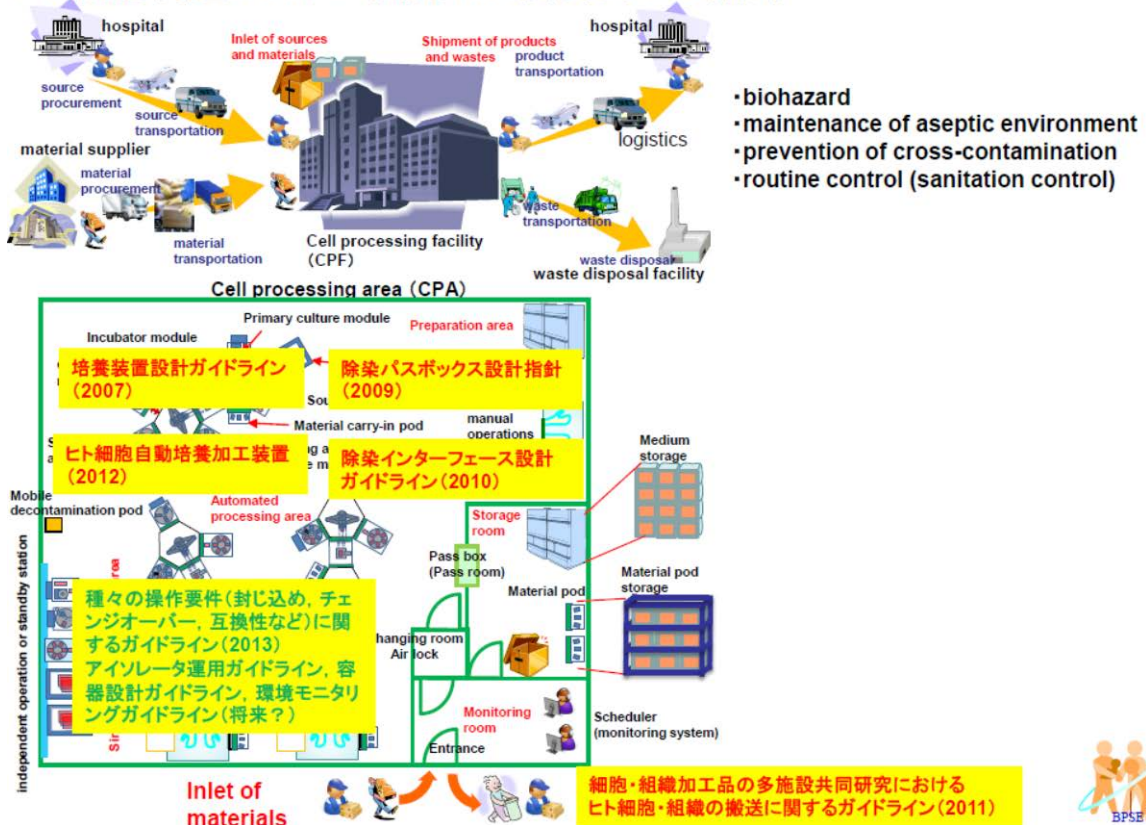 hospital
Inlet of sources
and materials
Shipment of products
and wastes
product
transportation
hospital
source
procurement
source
transportation
logistics
material supplier
material
procurement
material
transportation
Cell processing facility
(CPF)
waste
transportation
waste disposal
waste disposal facility
・biohazard
・maintenance of aseptic environment
・prevention of cross-contamination
・routine control (sanitation control)
Cell processing area (CPA)
Primary culture module
Incubator module
Preparation area
培養装置設計ガイドライン
(2007)
除染パスボックス設計指針
(2009)
Material carry-in pod
manual
operations
ヒト細胞自動培養加工装置
(2012)
除染インターフェース設計
ガイドライン(2010)
Medium
storage
Mobile
decontamination pod
Automated
processing area
Storage
room
Pass box
(Pass room)
Material pod
Material pod
storage
independent operation or standby station
種々の操作要件(封じ込め, チェ
ンジオーバー, 互換性など)に関
するガイドライン(2013)
アイソレータ運用ガイドライン, 容
器設計ガイドライン, 環境モニタリ
ングガイドライン(将来?)
room
Air lock
Monitoring
room
Entrance
Scheduler
(monitoring system)
Inlet of
materials
細胞・組織加工品の多施設共同研究における
ヒト細胞・組織の搬送に関するガイドライン(2011)
BPSE